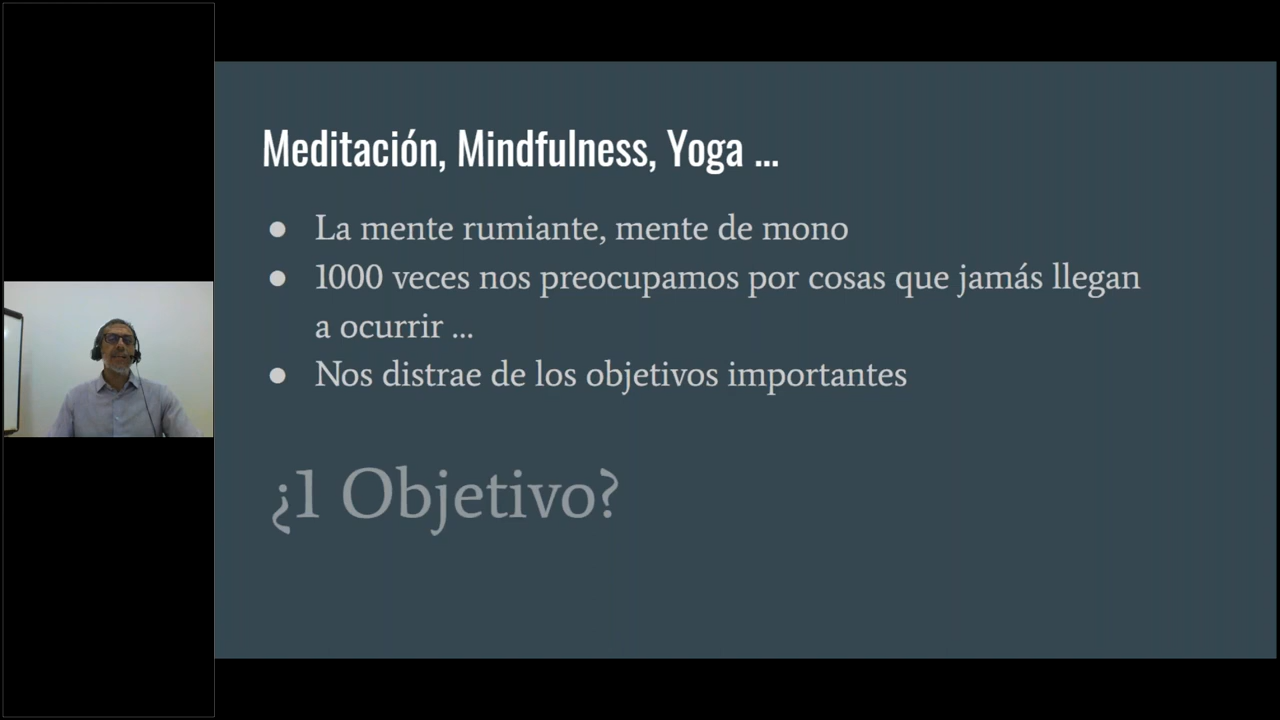 Meditación, Mindfulness, Yoga ...
● La mente rumiante, mente de mono
● 1000 veces nos preocupamos por cosas que jamás llegan
a ocurrir ...
● Nos distrae de los objetivos importantes
¿1 Objetivo?